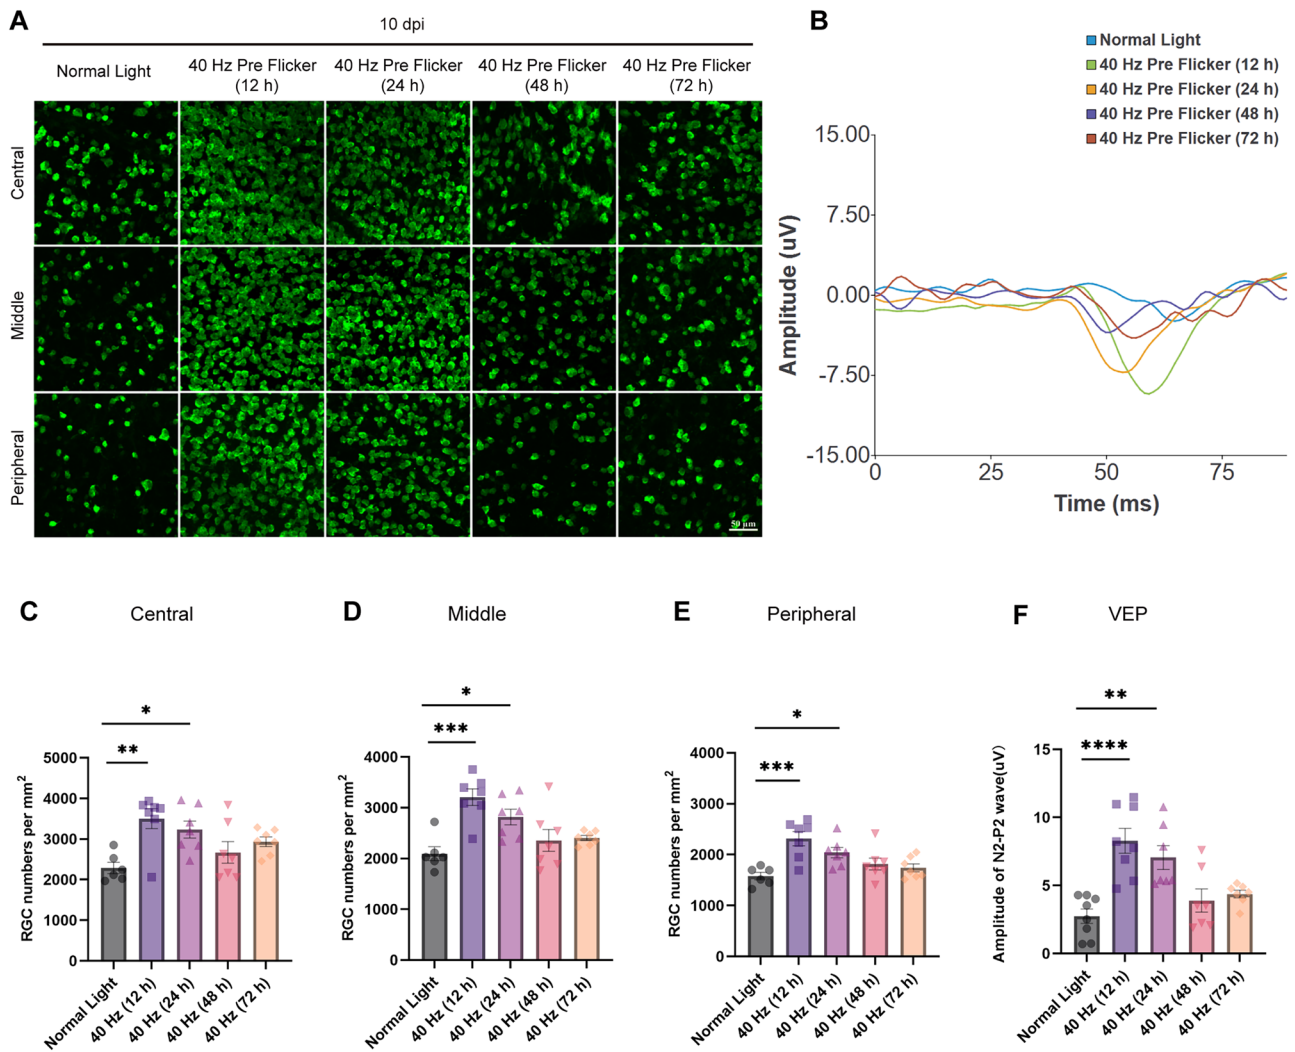 A
10 dpi
Normal Light
40 Hz Pre Flicker
(12 h)
40 Hz Pre Flicker
(24 h)
40 Hz Pre Flicker
(48 h)
40 Hz Pre Flicker
(72 h)
Central
Middle
Peripheral
50 μm
B
Normal Light
40 Hz Pre Flicker (12 h)
40 Hz Pre Flicker (24 h)
40 Hz Pre Flicker (48 h)
40 Hz Pre Flicker (72 h)
Amplitude (uV)
15.00
7.50
0.00
-7.50
-15.00
0
25
50
75
Time (ms)
C
Central
*
**
RGC numbers per mm2
5000
4000
3000
2000
1000
0
Normal Light
40 Hz (12 h)
40 Hz (24 h)
40 Hz (48 h)
40 Hz (72 h)
D
Middle
*
***
RGC numbers per mm2
4000
3000
2000
1000
0
Normal Light
40 Hz (12 h)
40 Hz (24 h)
40 Hz (48 h)
40 Hz (72 h)
E
Peripheral
*
***
RGC numbers per mm2
4000
3000
2000
1000
0
Normal Light
40 Hz (12 h)
40 Hz (24 h)
40 Hz (48 h)
40 Hz (72 h)
F
VEP
**
****
Amplitude of N2-P2 wave(uV)
15
10
5
0
Normal Light
40 Hz (12 h)
40 Hz (24 h)
40 Hz (48 h)
40 Hz (72 h)